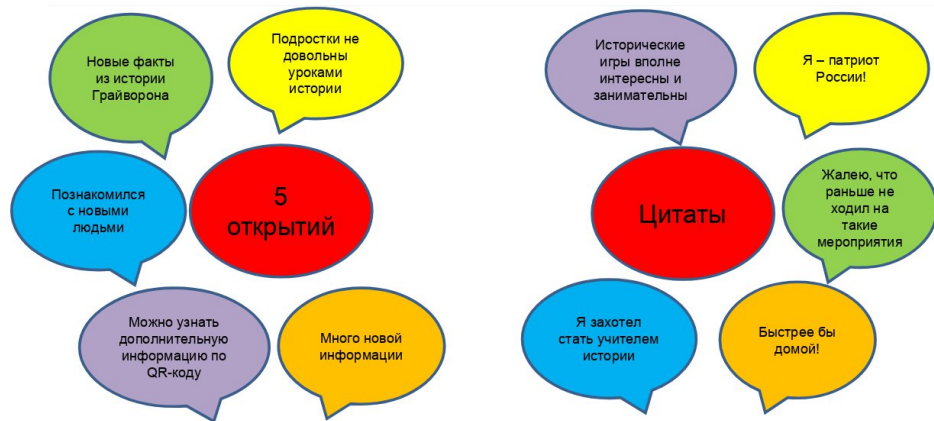 Новые факты
из истории
Грайворона
Подростки не
довольны
уроками
истории
Познакомился
с новыми
людьми
5
открытий
Можно узнать
дополнительную
информацию по
QR-коду
Много новой
информации
Исторические
игры вполне
интересны и
занимательны
Я – патриот
России!
Цитаты
Жалею, что
раньше не
ходил на
такие
мероприятия
Я захотел
стать учителем
истории
Быстрее бы
домой!